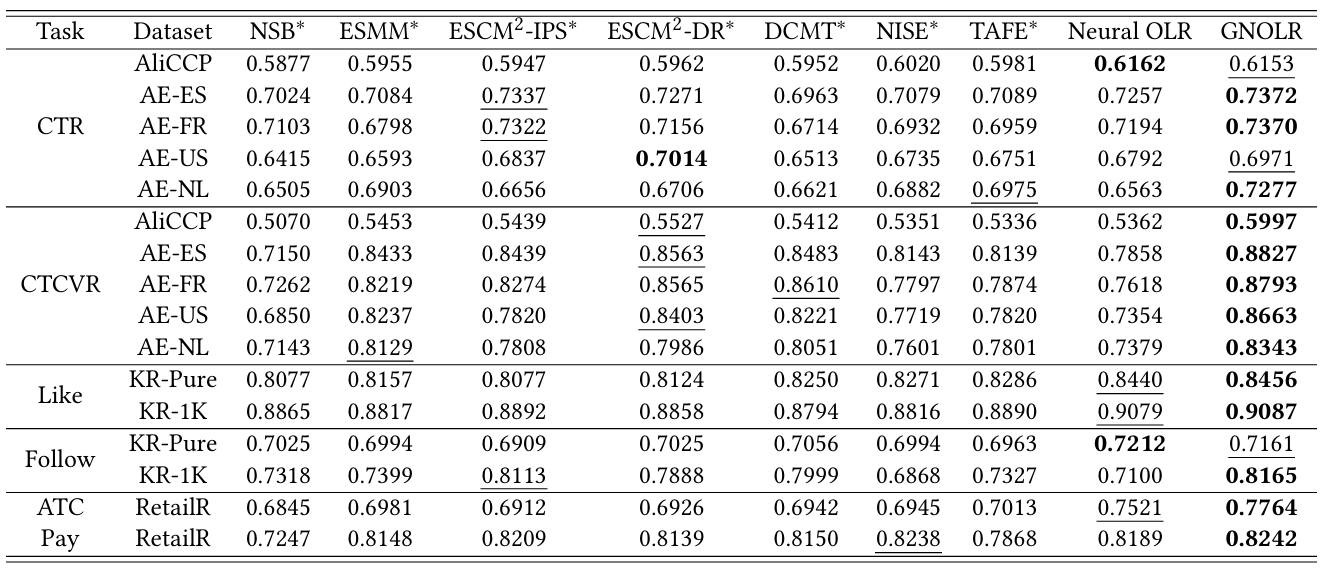 Task Dataset NSB* ESMM* ESCM²-IPS* ESCM²-DR* DCMT* NISE* TAFE* Neural OLR GNOLR
CTR
AliCCP 0.5877 0.5955 0.5947 0.5962 0.5952 0.6020 0.5981 0.6162 0.6153
AE-ES 0.7024 0.7084 0.7337 0.7271 0.6963 0.7079 0.7089 0.7257 0.7372
AE-FR 0.7103 0.6798 0.7322 0.7156 0.6714 0.6932 0.6959 0.7194 0.7370
AE-US 0.6415 0.6593 0.6837 0.7014 0.6513 0.6735 0.6751 0.6792 0.6971
AE-NL 0.6505 0.6903 0.6656 0.6706 0.6621 0.6882 0.6975 0.6563 0.7277
CTCVR
AliCCP 0.5070 0.5453 0.5439 0.5527 0.5412 0.5351 0.5336 0.5362 0.5997
AE-ES 0.7150 0.8433 0.8439 0.8563 0.8483 0.8143 0.8139 0.7858 0.8827
AE-FR 0.7262 0.8219 0.8274 0.8565 0.8610 0.7797 0.7874 0.7618 0.8793
AE-US 0.6850 0.8237 0.7820 0.8403 0.8221 0.7719 0.7820 0.7354 0.8663
AE-NL 0.7143 0.8129 0.7808 0.7986 0.8051 0.7601 0.7801 0.7379 0.8343
Like
KR-Pure 0.8077 0.8157 0.8077 0.8124 0.8250 0.8271 0.8286 0.8440 0.8456
KR-1K 0.8865 0.8817 0.8892 0.8858 0.8794 0.8816 0.8890 0.9079 0.9087
Follow
KR-Pure 0.7025 0.6994 0.6909 0.7025 0.7056 0.6994 0.6963 0.7212 0.7161
KR-1K 0.7318 0.7399 0.8113 0.7888 0.7999 0.6868 0.7327 0.7100 0.8165
ATC RetailR 0.6845 0.6981 0.6912 0.6926 0.6942 0.6945 0.7013 0.7521 0.7764
Pay RetailR 0.7247 0.8148 0.8209 0.8139 0.8150 0.8238 0.7868 0.8189 0.8242